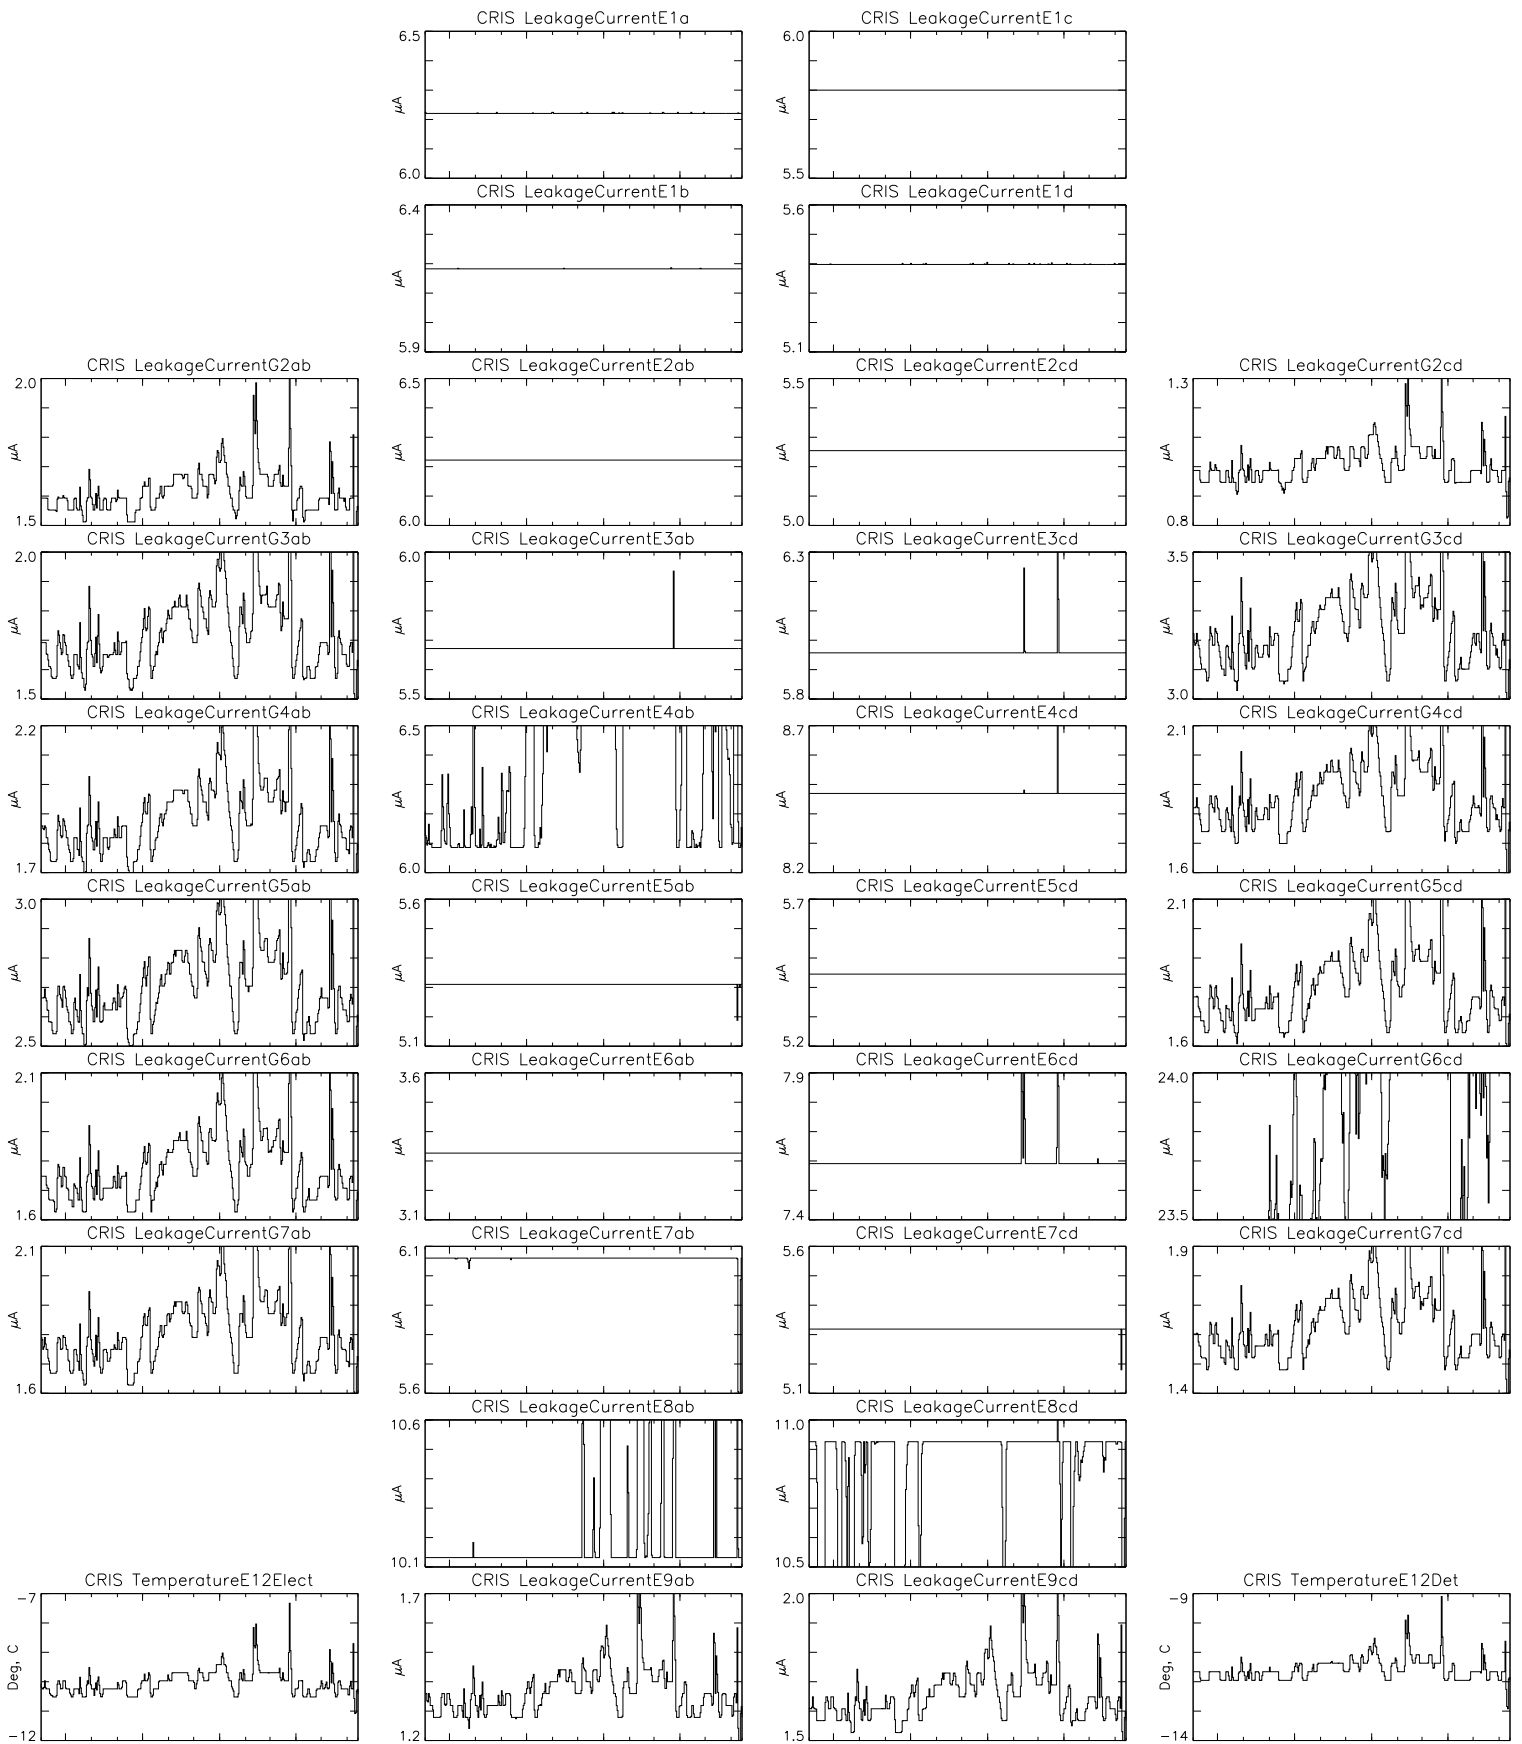 CRIS LeakageCurrentE1a
6.5
μA
6.0
CRIS LeakageCurrentE1c
6.0
μA
5.5
CRIS LeakageCurrentE1b
6.4
μA
5.9
CRIS LeakageCurrentE1d
5.6
μA
5.1
CRIS LeakageCurrentG2ab
2.0
μA
1.5
CRIS LeakageCurrentE2ab
6.5
μA
6.0
CRIS LeakageCurrentE2cd
5.5
μA
5.0
CRIS LeakageCurrentG2cd
1.3
μA
0.8
CRIS LeakageCurrentG3ab
2.0
μA
1.5
CRIS LeakageCurrentE3ab
6.0
μA
5.5
CRIS LeakageCurrentE3cd
6.3
μA
5.8
CRIS LeakageCurrentG3cd
3.5
μA
3.0
CRIS LeakageCurrentG4ab
2.2
μA
1.7
CRIS LeakageCurrentE4ab
6.5
μA
6.0
CRIS LeakageCurrentE4cd
8.7
μA
8.2
CRIS LeakageCurrentG4cd
2.1
μA
1.6
CRIS LeakageCurrentG5ab
3.0
μA
2.5
CRIS LeakageCurrentE5ab
5.6
μA
5.1
CRIS LeakageCurrentE5cd
5.7
μA
5.2
CRIS LeakageCurrentG5cd
2.1
μA
1.6
CRIS LeakageCurrentG6ab
2.1
μA
1.6
CRIS LeakageCurrentE6ab
3.6
μA
3.1
CRIS LeakageCurrentE6cd
7.9
μA
7.4
CRIS LeakageCurrentG6cd
24.0
μA
23.5
CRIS LeakageCurrentG7ab
2.1
μA
1.6
CRIS LeakageCurrentE7ab
6.1
μA
5.6
CRIS LeakageCurrentE7cd
5.6
μA
5.1
CRIS LeakageCurrentG7cd
1.9
μA
1.4
CRIS LeakageCurrentE8ab
10.6
μA
10.1
CRIS LeakageCurrentE8cd
11.0
μA
10.5
CRIS TemperatureE12Elect
-7
Deg, C
-12
CRIS LeakageCurrentE9ab
1.7
μA
1.2
CRIS LeakageCurrentE9cd
2.0
μA
1.5
CRIS TemperatureE12Det
-9
Deg, C
-14